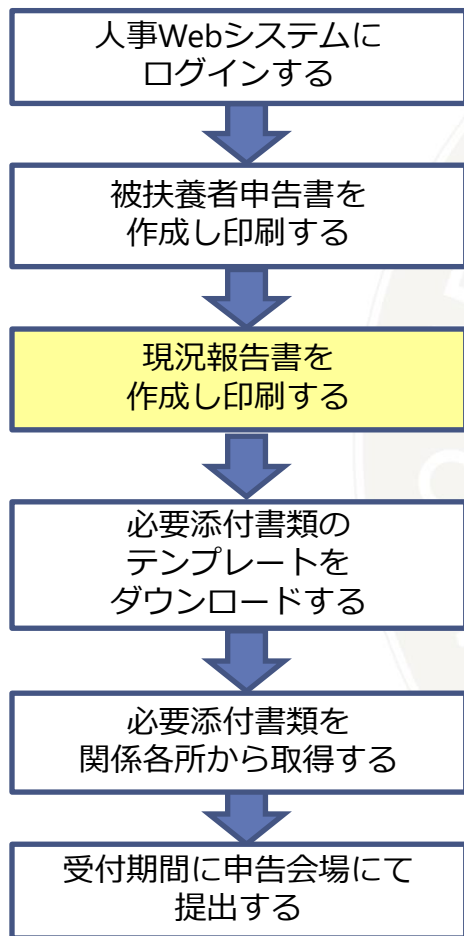 人事Webシステムに
ログインする
被扶養者申告書を
作成し印刷する
現況報告書を
作成し印刷する
必要添付書類の
テンプレートを
ダウンロードする
必要添付書類を
関係各所から取得する
受付期間に申告会場にて
提出する